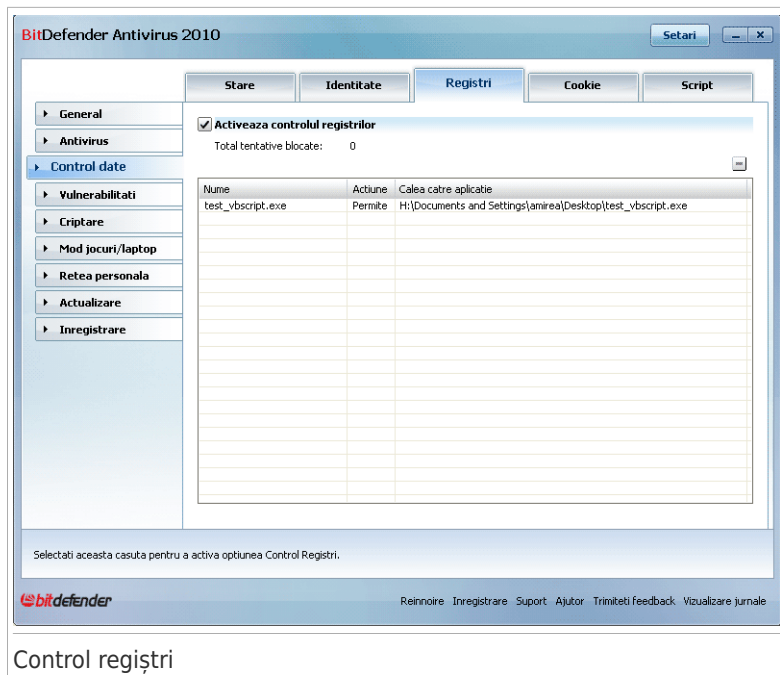 BitDefender Antivirus 2010
Setari
Stare
Identitate
Registri
Cookie
Script
General
Antivirus
Control date
Vulnerabilitati
Criptare
Mod jocuri/laptop
Retea personala
Actualizare
Inregistrare
Activeaza controlul registrilor
Total tentative blocate: 0
Nume Actiune Calea catre aplicatie
test_vbscript.exe Permite H:\Documents and Settings\amirea\Desktop\test_vbscript.exe
Selectati aceasta casuta pentru a activa optiunea Control Registri.
bitdefender
Reinnoire Inregistrare Suport Ajutor Trimiteti feedback Vizualizare jurnale
Control regiștri